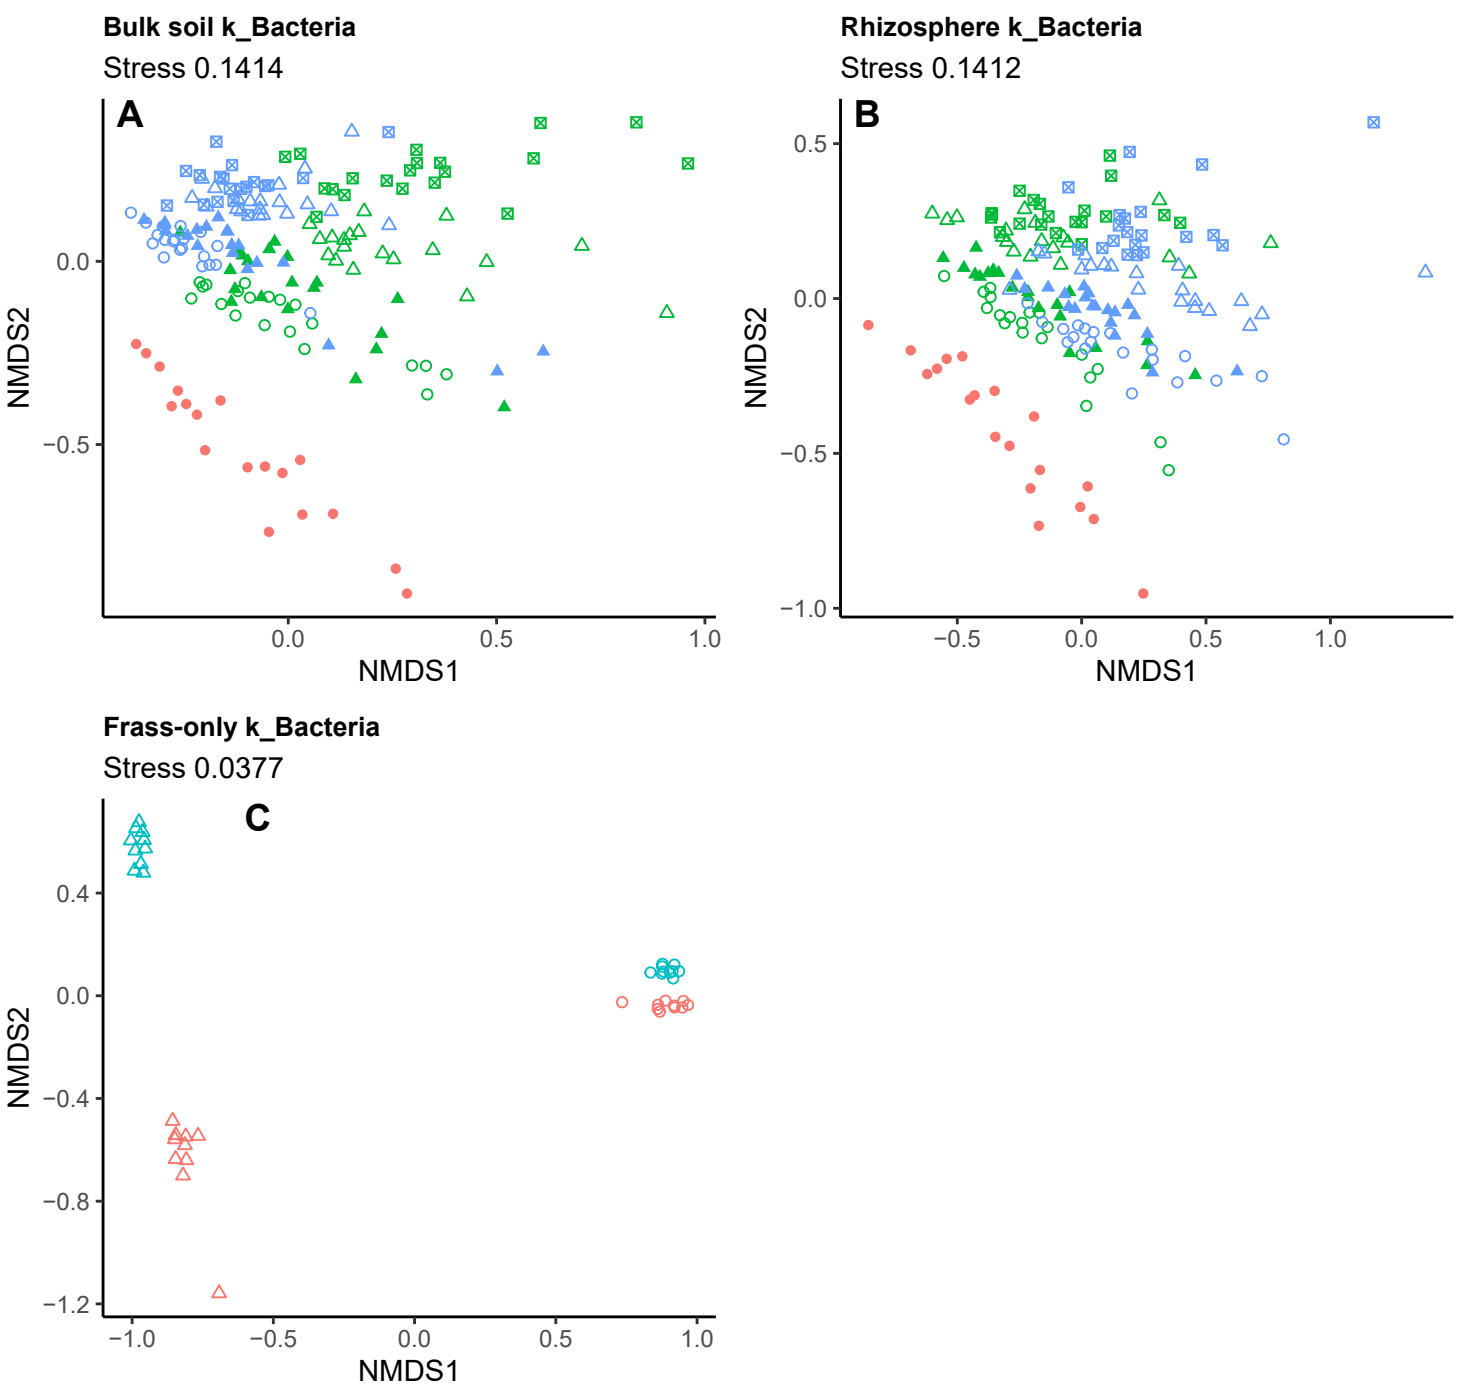 Bulk soil k_Bacteria
Stress 0.1414
A
0.0
−0.5
NMDS2
0.0
0.5
1.0
NMDS1
Rhizosphere k_Bacteria
Stress 0.1412
B
0.5
0.0
−0.5
−1.0
NMDS2
−0.5
0.0
0.5
1.0
NMDS1
Frass-only k_Bacteria
Stress 0.0377
C
0.4
0.0
−0.4
−0.8
−1.2
NMDS2
−1.0
−0.5
0.0
0.5
1.0
NMDS1